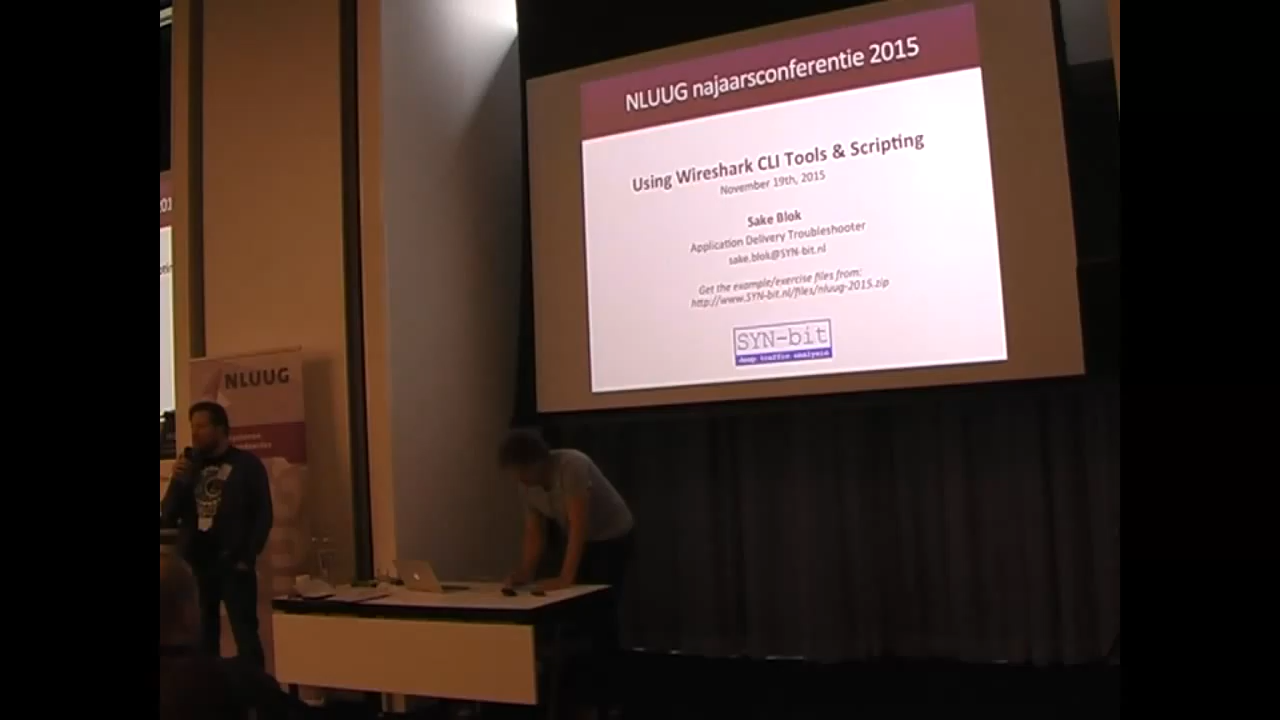 NLUUG najaarsconferentie 2015
Using Wireshark CLI Tools & Scripting
November 19th, 2015
Sake Blok
Application Delivery Troubleshooter
sake.blok@SYN-bit.nl
Get the example/exercise files from:
http://www.SYN-bit.nl/files/nluug-2015.zip
SYN-bit
deep traffic analysis
NLUUG